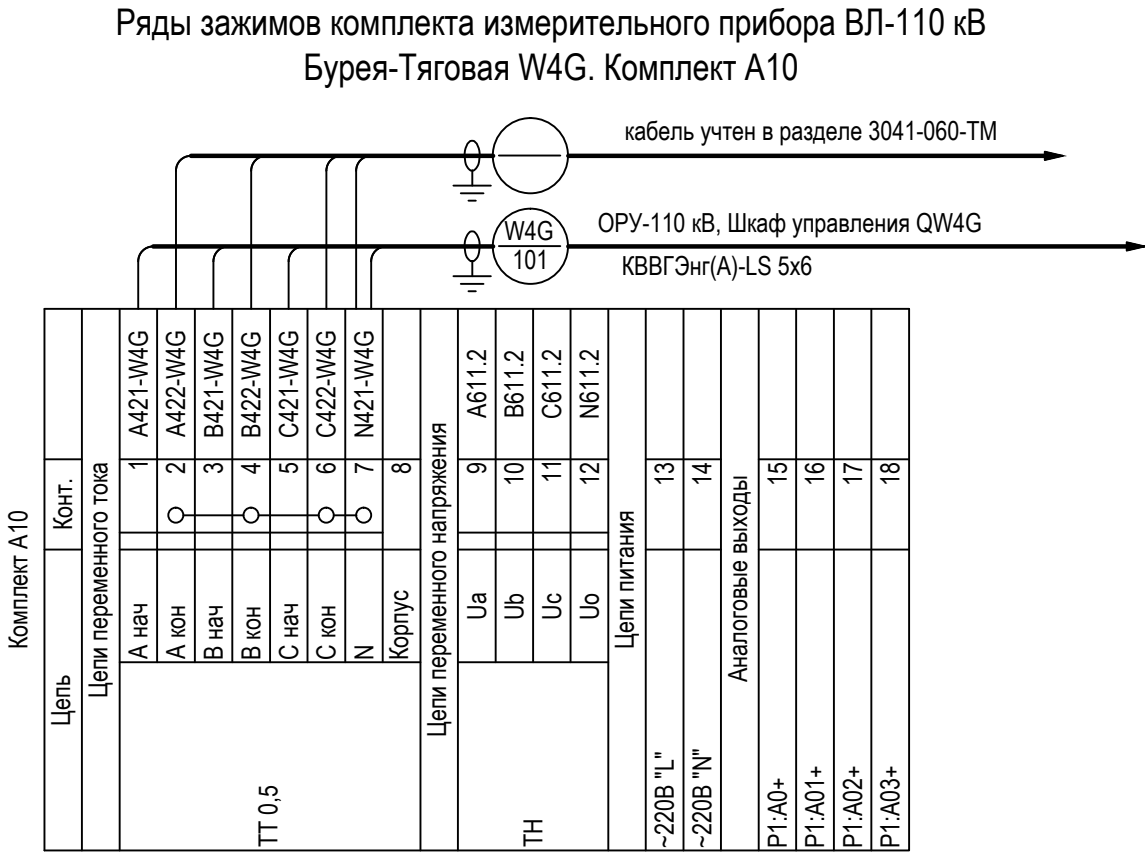 Ряды зажимов комплекта измерительного прибора ВЛ-110 кВ
Бурея-Тяговая W4G. Комплект А10
кабель учтен в разделе 3041-060-ТМ
W4G
101
ОРУ-110 кВ, Шкаф управления QW4G
КВВГЭнг(А)-LS 5х6
Комплект А10
Цепь
Конт.
Цепи переменного тока
ТТ 0,5
А нач
1
A421-W4G
А кон
2
A422-W4G
В нач
3
B421-W4G
В кон
4
B422-W4G
С нач
5
C421-W4G
С кон
6
C422-W4G
N
7
N421-W4G
Корпус
8
Цепи переменного напряжения
ТН
Ua
9
A611.2
Ub
10
B611.2
Uc
11
C611.2
Uo
12
N611.2
Цепи питания
~220В "L"
13
~220В "N"
14
Аналоговые выходы
P1:A0+
15
P1:A01+
16
P1:A02+
17
P1:A03+
18